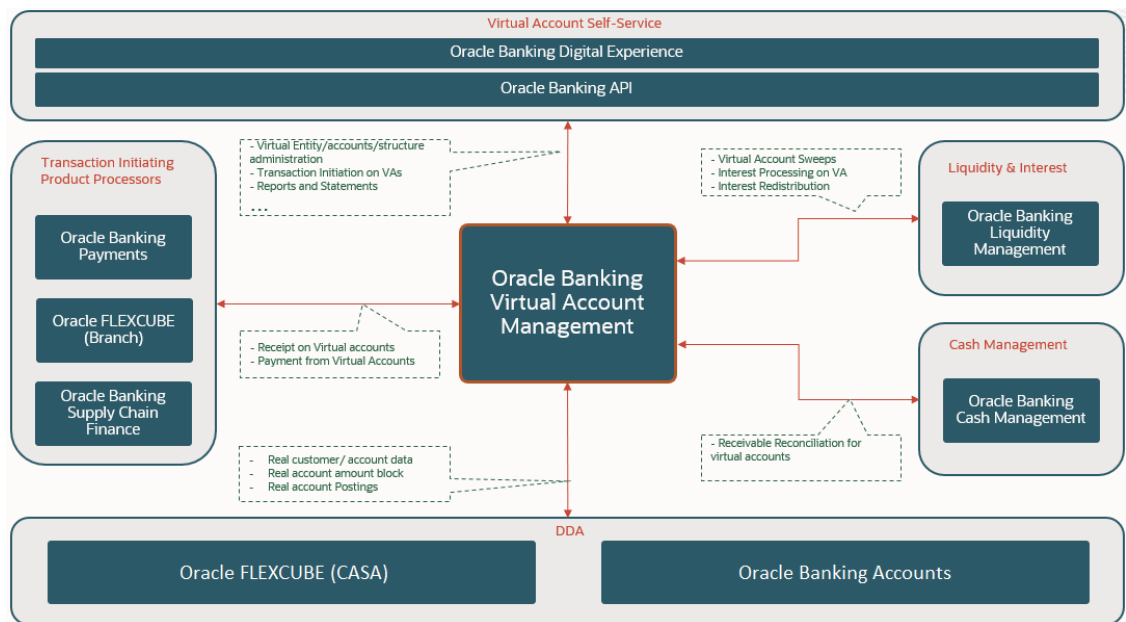 Virtual Account Self-Service
Oracle Banking Digital Experience
Oracle Banking API
Transaction Initiating
Product Processors
Oracle Banking
Payments
Oracle FLEXCUBE
(Branch)
Oracle Banking
Supply Chain
Finance
- Virtual Entity/accounts/structure
administration
- Transaction Initiation on VAs
- Reports and Statements
...
- Virtual Account Sweeps
- Interest Processing on VA
- Interest Redistribution
Liquidity & Interest
Oracle Banking
Liquidity
Management
Oracle Banking
Virtual Account
Management
- Receipt on Virtual accounts
- Payment from Virtual Accounts
Cash Management
Oracle Banking
Cash Management
- Receivable Reconciliation for
virtual accounts
- Real customer/ account data
- Real account amount block
- Real account Postings
DDA
Oracle FLEXCUBE (CASA)
Oracle Banking Accounts